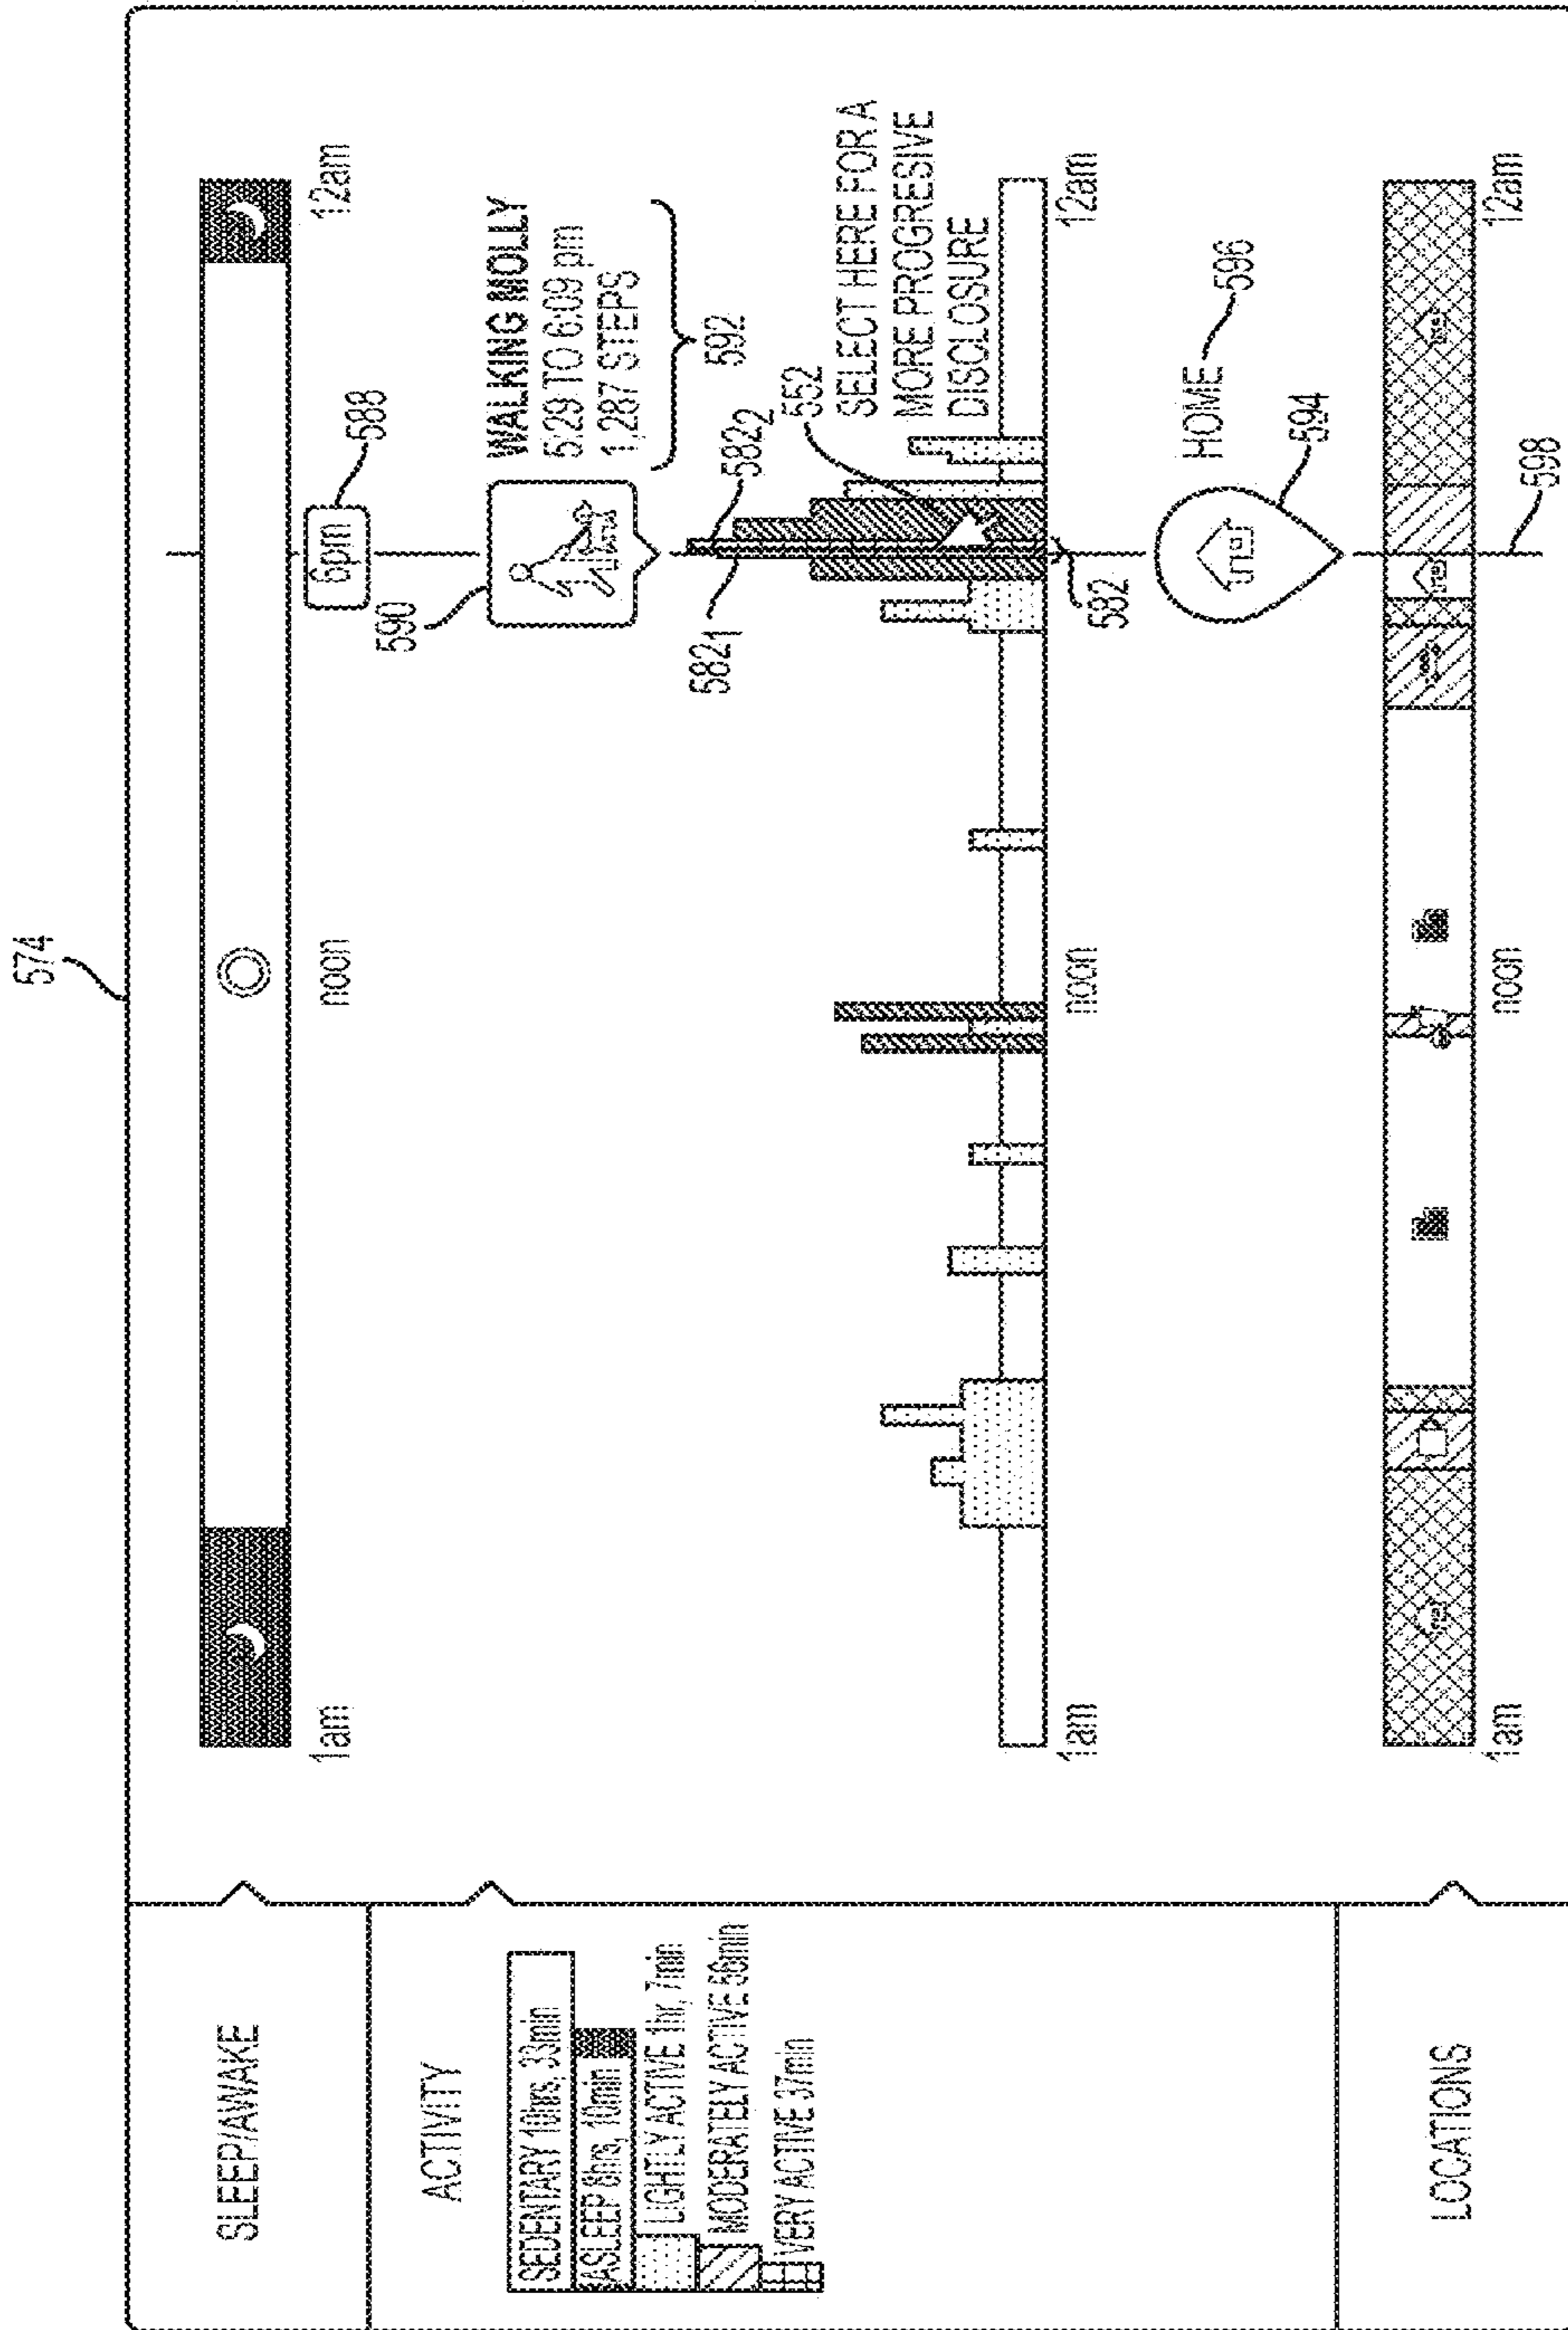 574
SLEEP/AWAKE
1am
noon
12am
6pm
588
ACTIVITY
590
WALKING MOLLY
5:29 TO 6:09 pm
1,287 STEPS
592
SEDENTARY 10hrs, 33min
ASLEEP 8hrs, 10min
LIGHTLY ACTIVE 1hr, 7min
MODERATELY ACTIVE 56min
VERY ACTIVE 37min
582₁
582₂
552
SELECT HERE FOR A
MORE PROGRESIVE
DISCLOSURE
1am
noon
582
12am
HOME
596
594
LOCATIONS
1am
noon
598
12am